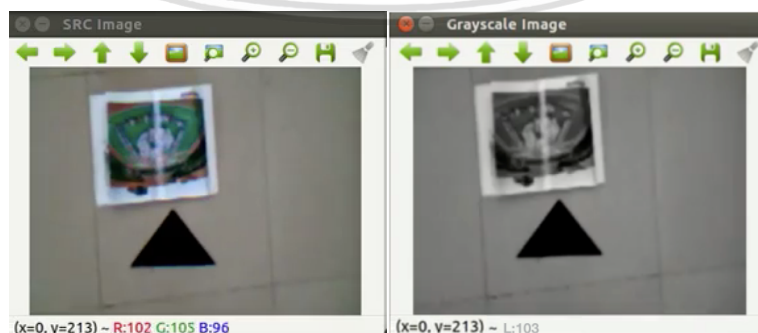 SRC Image
Grayscale Image
(x=0, y=213) ~ R:102 G:105 B:96
(x=0, y=213) ~ L:103